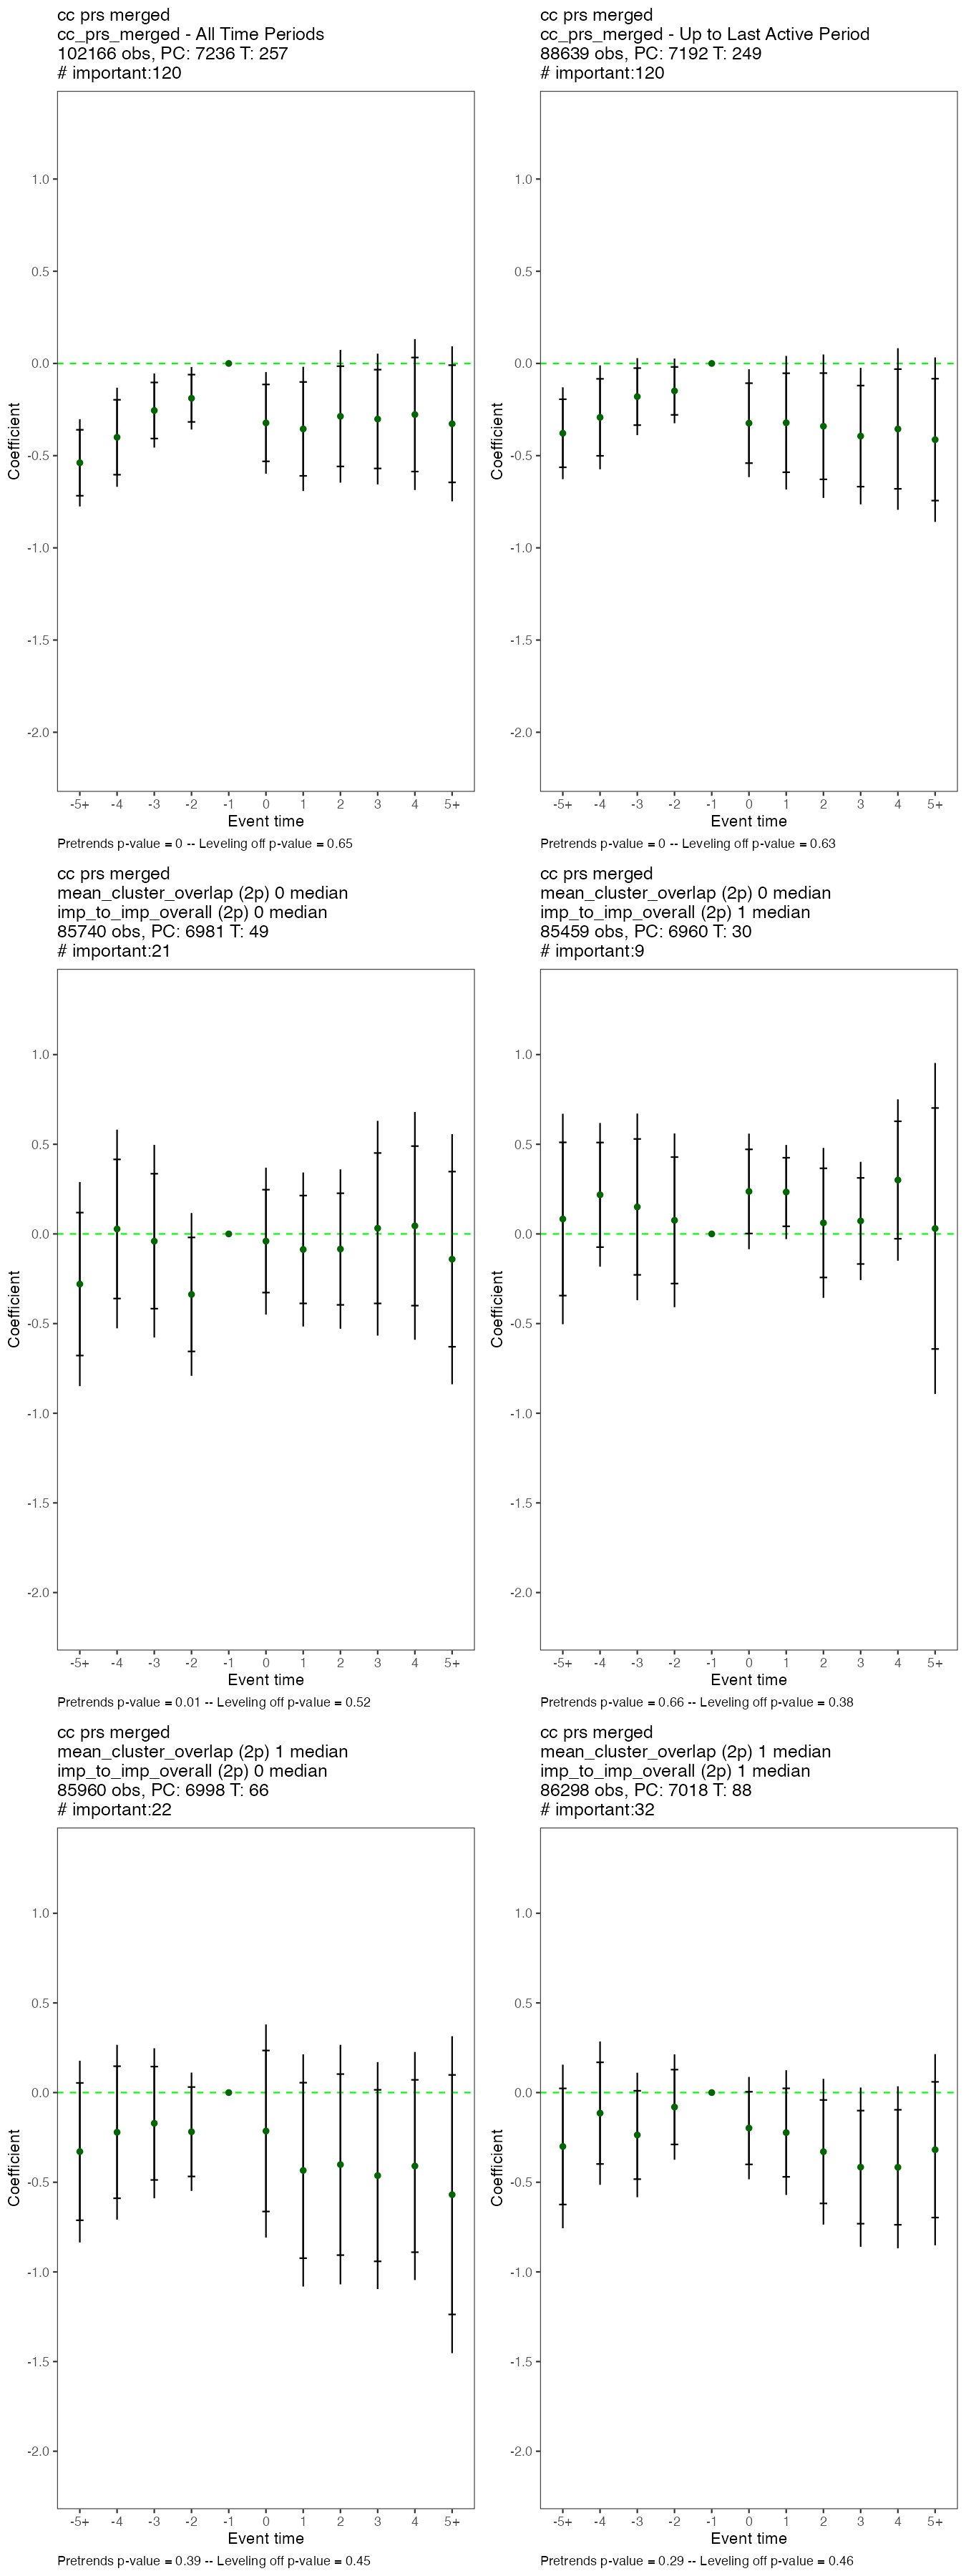 cc prs merged
cc_prs_merged - All Time Periods
102166 obs, PC: 7236 T: 257
# important:120
1.0
0.5
0.0
-0.5
-1.0
-1.5
-2.0
Coefficient
-5+ -4 -3 -2 -1 0 1 2 3 4 5+
Event time
Pretrends p-value = 0 -- Leveling off p-value = 0.65
cc prs merged
cc_prs_merged - Up to Last Active Period
88639 obs, PC: 7192 T: 249
# important:120
1.0
0.5
0.0
-0.5
-1.0
-1.5
-2.0
Coefficient
-5+ -4 -3 -2 -1 0 1 2 3 4 5+
Event time
Pretrends p-value = 0 -- Leveling off p-value = 0.63
cc prs merged
mean_cluster_overlap (2p) 0 median
imp_to_imp_overall (2p) 0 median
85740 obs, PC: 6981 T: 49
# important:21
1.0
0.5
0.0
-0.5
-1.0
-1.5
-2.0
Coefficient
-5+ -4 -3 -2 -1 0 1 2 3 4 5+
Event time
Pretrends p-value = 0.01 -- Leveling off p-value = 0.52
cc prs merged
mean_cluster_overlap (2p) 0 median
imp_to_imp_overall (2p) 1 median
85459 obs, PC: 6960 T: 30
# important:9
1.0
0.5
0.0
-0.5
-1.0
-1.5
-2.0
Coefficient
-5+ -4 -3 -2 -1 0 1 2 3 4 5+
Event time
Pretrends p-value = 0.66 -- Leveling off p-value = 0.38
cc prs merged
mean_cluster_overlap (2p) 1 median
imp_to_imp_overall (2p) 0 median
85960 obs, PC: 6998 T: 66
# important:22
1.0
0.5
0.0
-0.5
-1.0
-1.5
-2.0
Coefficient
-5+ -4 -3 -2 -1 0 1 2 3 4 5+
Event time
Pretrends p-value = 0.39 -- Leveling off p-value = 0.45
cc prs merged
mean_cluster_overlap (2p) 1 median
imp_to_imp_overall (2p) 1 median
86298 obs, PC: 7018 T: 88
# important:32
1.0
0.5
0.0
-0.5
-1.0
-1.5
-2.0
Coefficient
-5+ -4 -3 -2 -1 0 1 2 3 4 5+
Event time
Pretrends p-value = 0.29 -- Leveling off p-value = 0.46